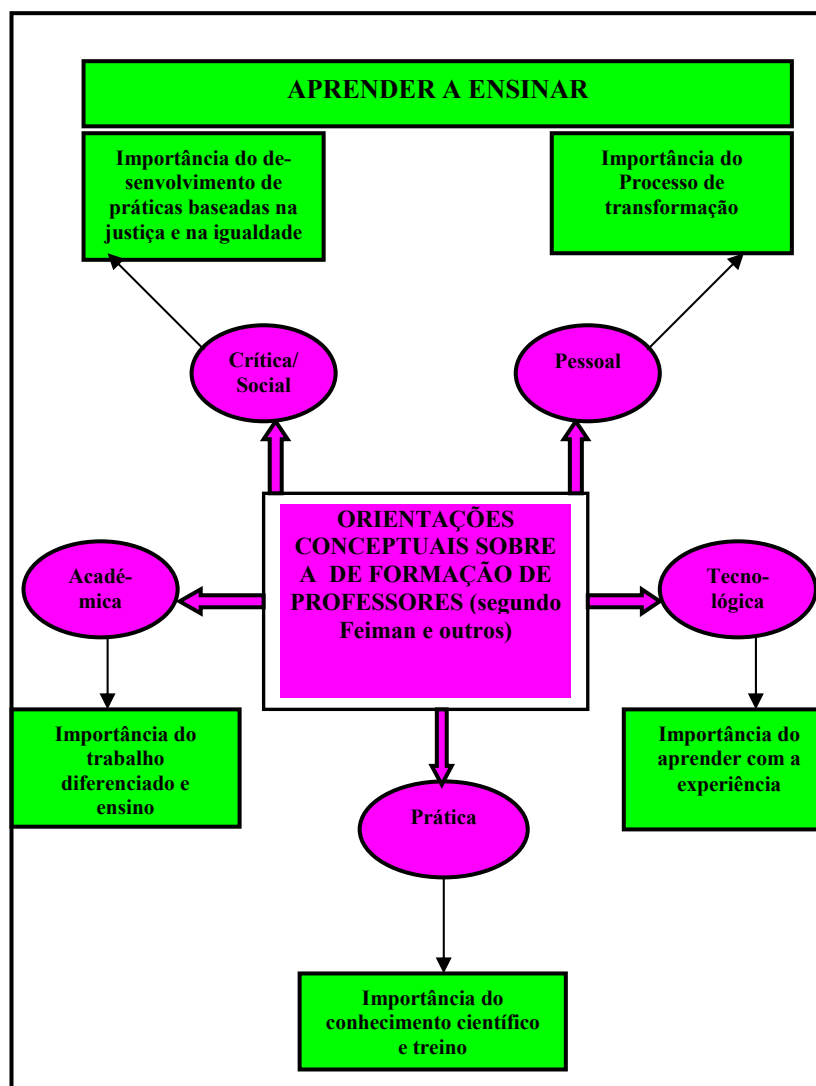 APRENDER A ENSINAR
Importância do de-
senvolvimento de
práticas baseadas na
justiça e na igualdade
Importância do
Processo de
transformação
Crítica/
Social
Pessoal
ORIENTAÇÕES
CONCEPTUAIS SOBRE
A  DE FORMAÇÃO DE
PROFESSORES (segundo
Feiman e outros)
Acadé-
mica
Tecno-
lógica
Importância do
trabalho
diferenciado e
ensino
Importância do
aprender com a
experiência
Prática
Importância do
conhecimento científico
e treino